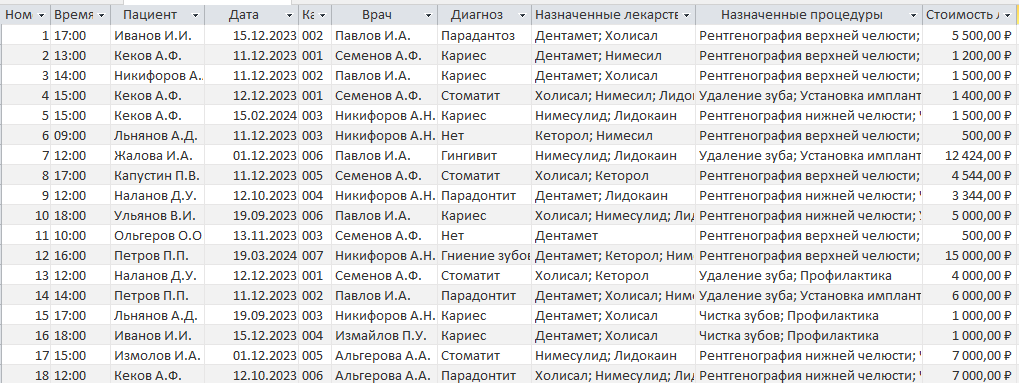 Ном Время Пациент Дата Ка Врач Диагноз Назначенные лекарств Назначенные процедуры Стоимость л
1 17:00 Иванов И.И. 15.12.2023 002 Павлов И.А. Парадантоз Дентамет; Холисал Рентгенография верхней челюсти; 5 500,00 ₽
2 13:00 Кеков А.Ф. 11.12.2023 001 Семенов А.Ф. Кариес Дентамет; Нимесил Рентгенография верхней челюсти; 1 200,00 ₽
3 14:00 Никифоров А.. 11.12.2023 002 Павлов И.А. Кариес Дентамет; Холисал Рентгенография верхней челюсти; 1 500,00 ₽
4 15:00 Кеков А.Ф. 12.12.2023 001 Семенов А.Ф. Стоматит Холисал; Нимесил; Лидок Удаление зуба; Установка имплант 1 400,00 ₽
5 15:00 Кеков А.Ф. 15.02.2024 003 Никифоров А.Н. Кариес Нимесулид; Лидокаин Рентгенография нижней челюсти; 1 500,00 ₽
6 09:00 Льнянов А.Д. 11.12.2023 003 Никифоров А.Н. Нет Кеторол; Нимесил Рентгенография верхней челюсти; 500,00 ₽
7 12:00 Жалова И.А. 01.12.2023 006 Павлов И.А. Гингивит Нимесулид; Лидокаин Удаление зуба; Установка имплант 12 424,00 ₽
8 17:00 Капустин П.В. 11.12.2023 005 Семенов А.Ф. Стоматит Холисал; Кеторол Рентгенография верхней челюсти; 4 544,00 ₽
9 12:00 Наланов Д.У. 12.10.2023 004 Никифоров А.Н. Парадонтит Дентамет; Лидокаин Рентгенография нижней челюсти; 3 344,00 ₽
10 18:00 Ульянов В.И. 19.09.2023 006 Павлов И.А. Кариес Холисал; Нимесулид; Лид Рентгенография нижней челюсти; 5 000,00 ₽
11 10:00 Ольгеров О.О 13.11.2023 003 Семенов А.Ф. Нет Дентамет Рентгенография верхней челюсти; 500,00 ₽
12 16:00 Петров П.П. 19.03.2024 007 Никифоров А.Н. Гниение зубов Дентамет; Кеторол; Ним Рентгенография верхней челюсти; 15 000,00 ₽
13 12:00 Наланов Д.У. 12.12.2023 001 Семенов А.Ф. Стоматит Холисал; Кеторол Удаление зуба; Профилактика 4 000,00 ₽
14 14:00 Петров П.П. 11.12.2023 002 Павлов И.А. Парадонтит Дентамет; Холисал; Ним Удаление зуба; Установка имплант 6 000,00 ₽
15 17:00 Льнянов А.Д. 19.09.2023 003 Никифоров А.Н. Кариес Дентамет; Холисал Чистка зубов; Профилактика 1 000,00 ₽
16 18:00 Иванов И.И. 15.12.2023 004 Измайлов П.У. Кариес Дентамет; Холисал Чистка зубов; Профилактика 1 000,00 ₽
17 15:00 Измолов И.А. 01.12.2023 005 Альгерова А.А. Стоматит Нимесулид; Лидокаин Рентгенография нижней челюсти; 7 000,00 ₽
18 12:00 Кеков А.Ф. 12.10.2023 006 Альгерова А.А. Кариес Холисал; Нимесулид; Лид Рентгенография нижней челюсти; 7 000,00 ₽